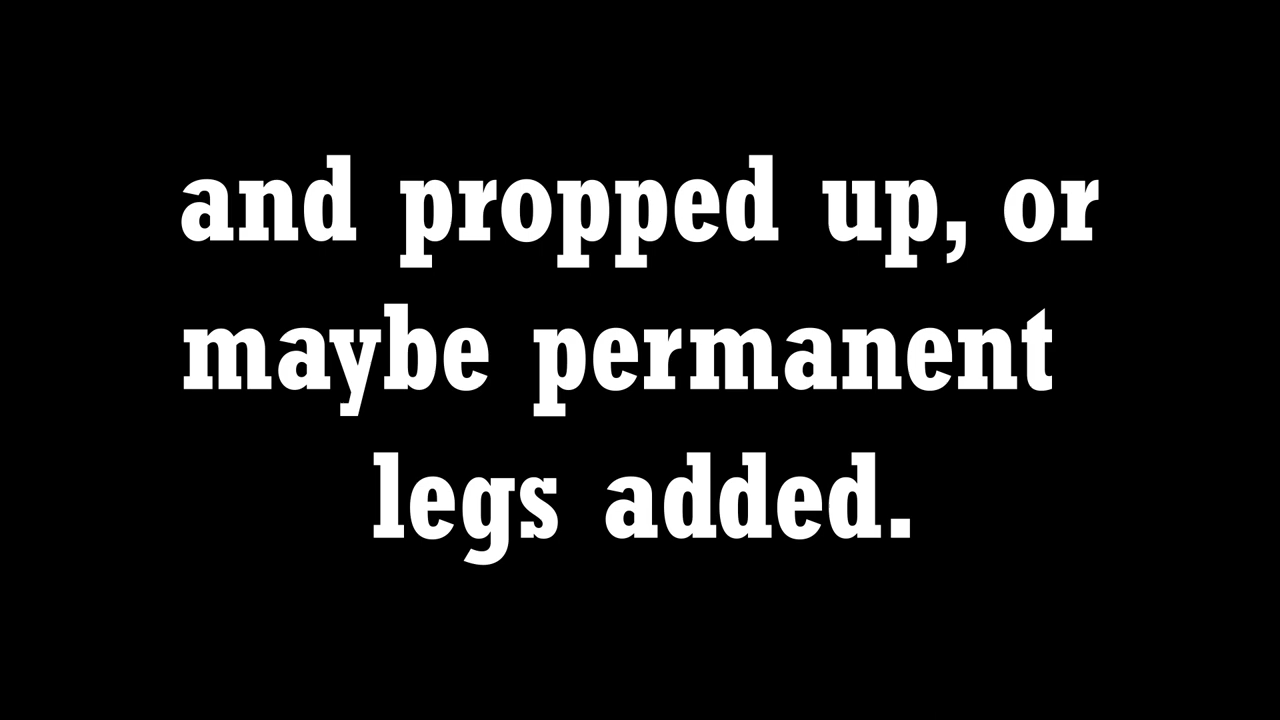 and propped up, or
maybe permanent
legs added.